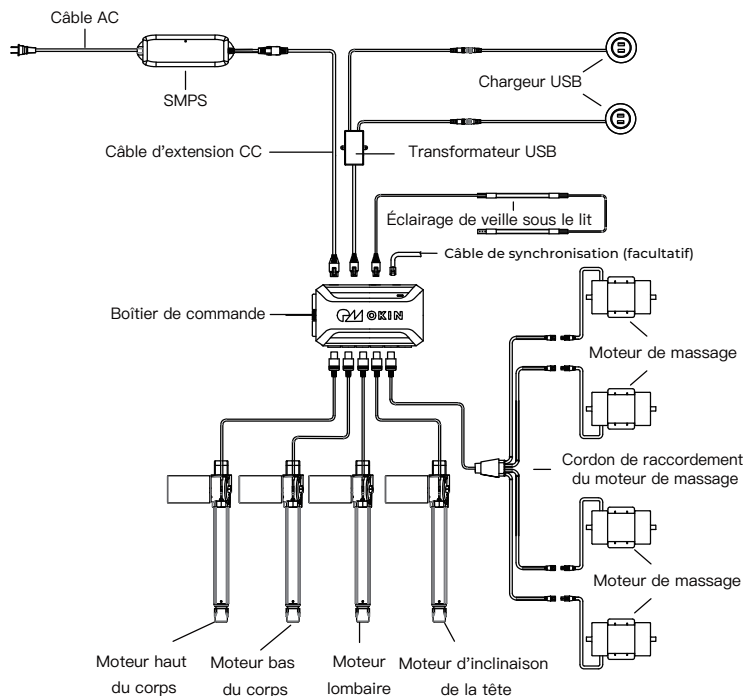 Câble AC
SMPS
Chargeur USB
Câble d'extension CC
Transformateur USB
Éclairage de veille sous le lit
Câble de synchronisation (facultatif)
Boîtier de commande
OKIN
Moteur de massage
Cordon de raccordement
du moteur de massage
Moteur de massage
Moteur haut
du corps
Moteur bas
du corps
Moteur
lombaire
Moteur d'inclinaison
de la tête